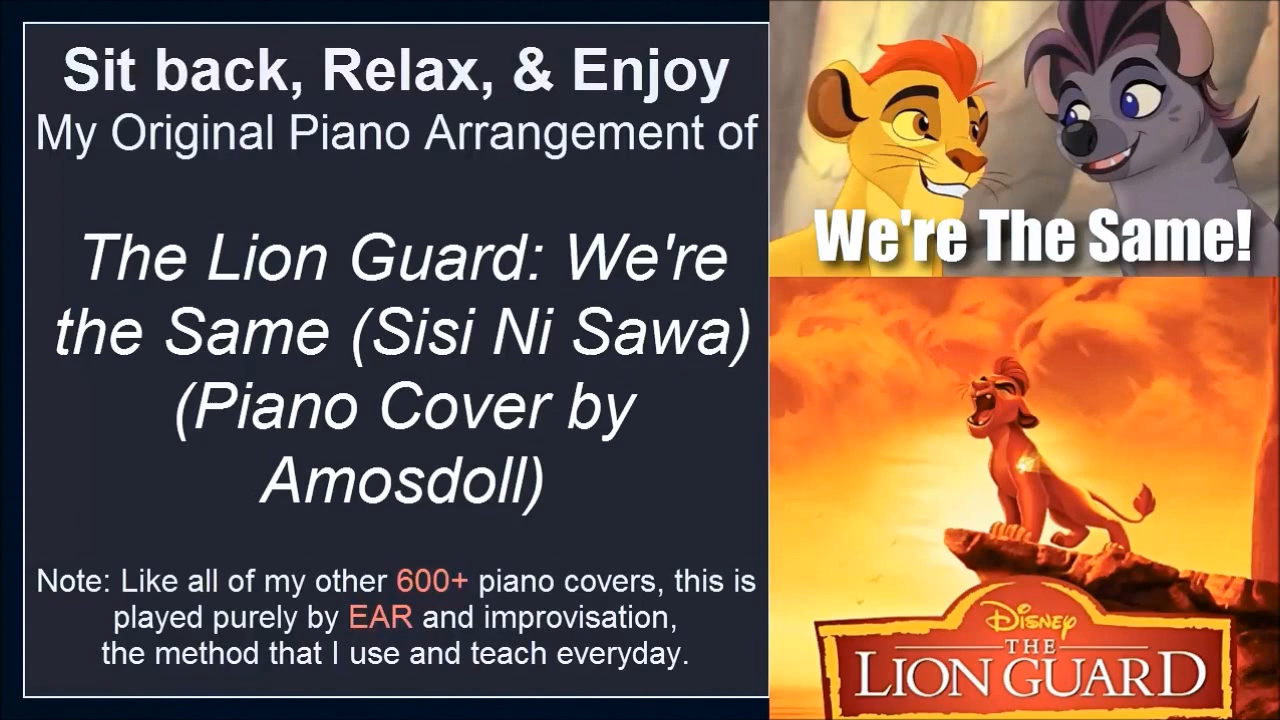 Sit back, Relax, & Enjoy
My Original Piano Arrangement of
The Lion Guard: We're
the Same (Sisi Ni Sawa)
(Piano Cover by
Amosdoll)
Note: Like all of my other 600+ piano covers, this is
played purely by EAR and improvisation,
the method that I use and teach everyday.
We're The Same!
Disney
THE
LION GUARD